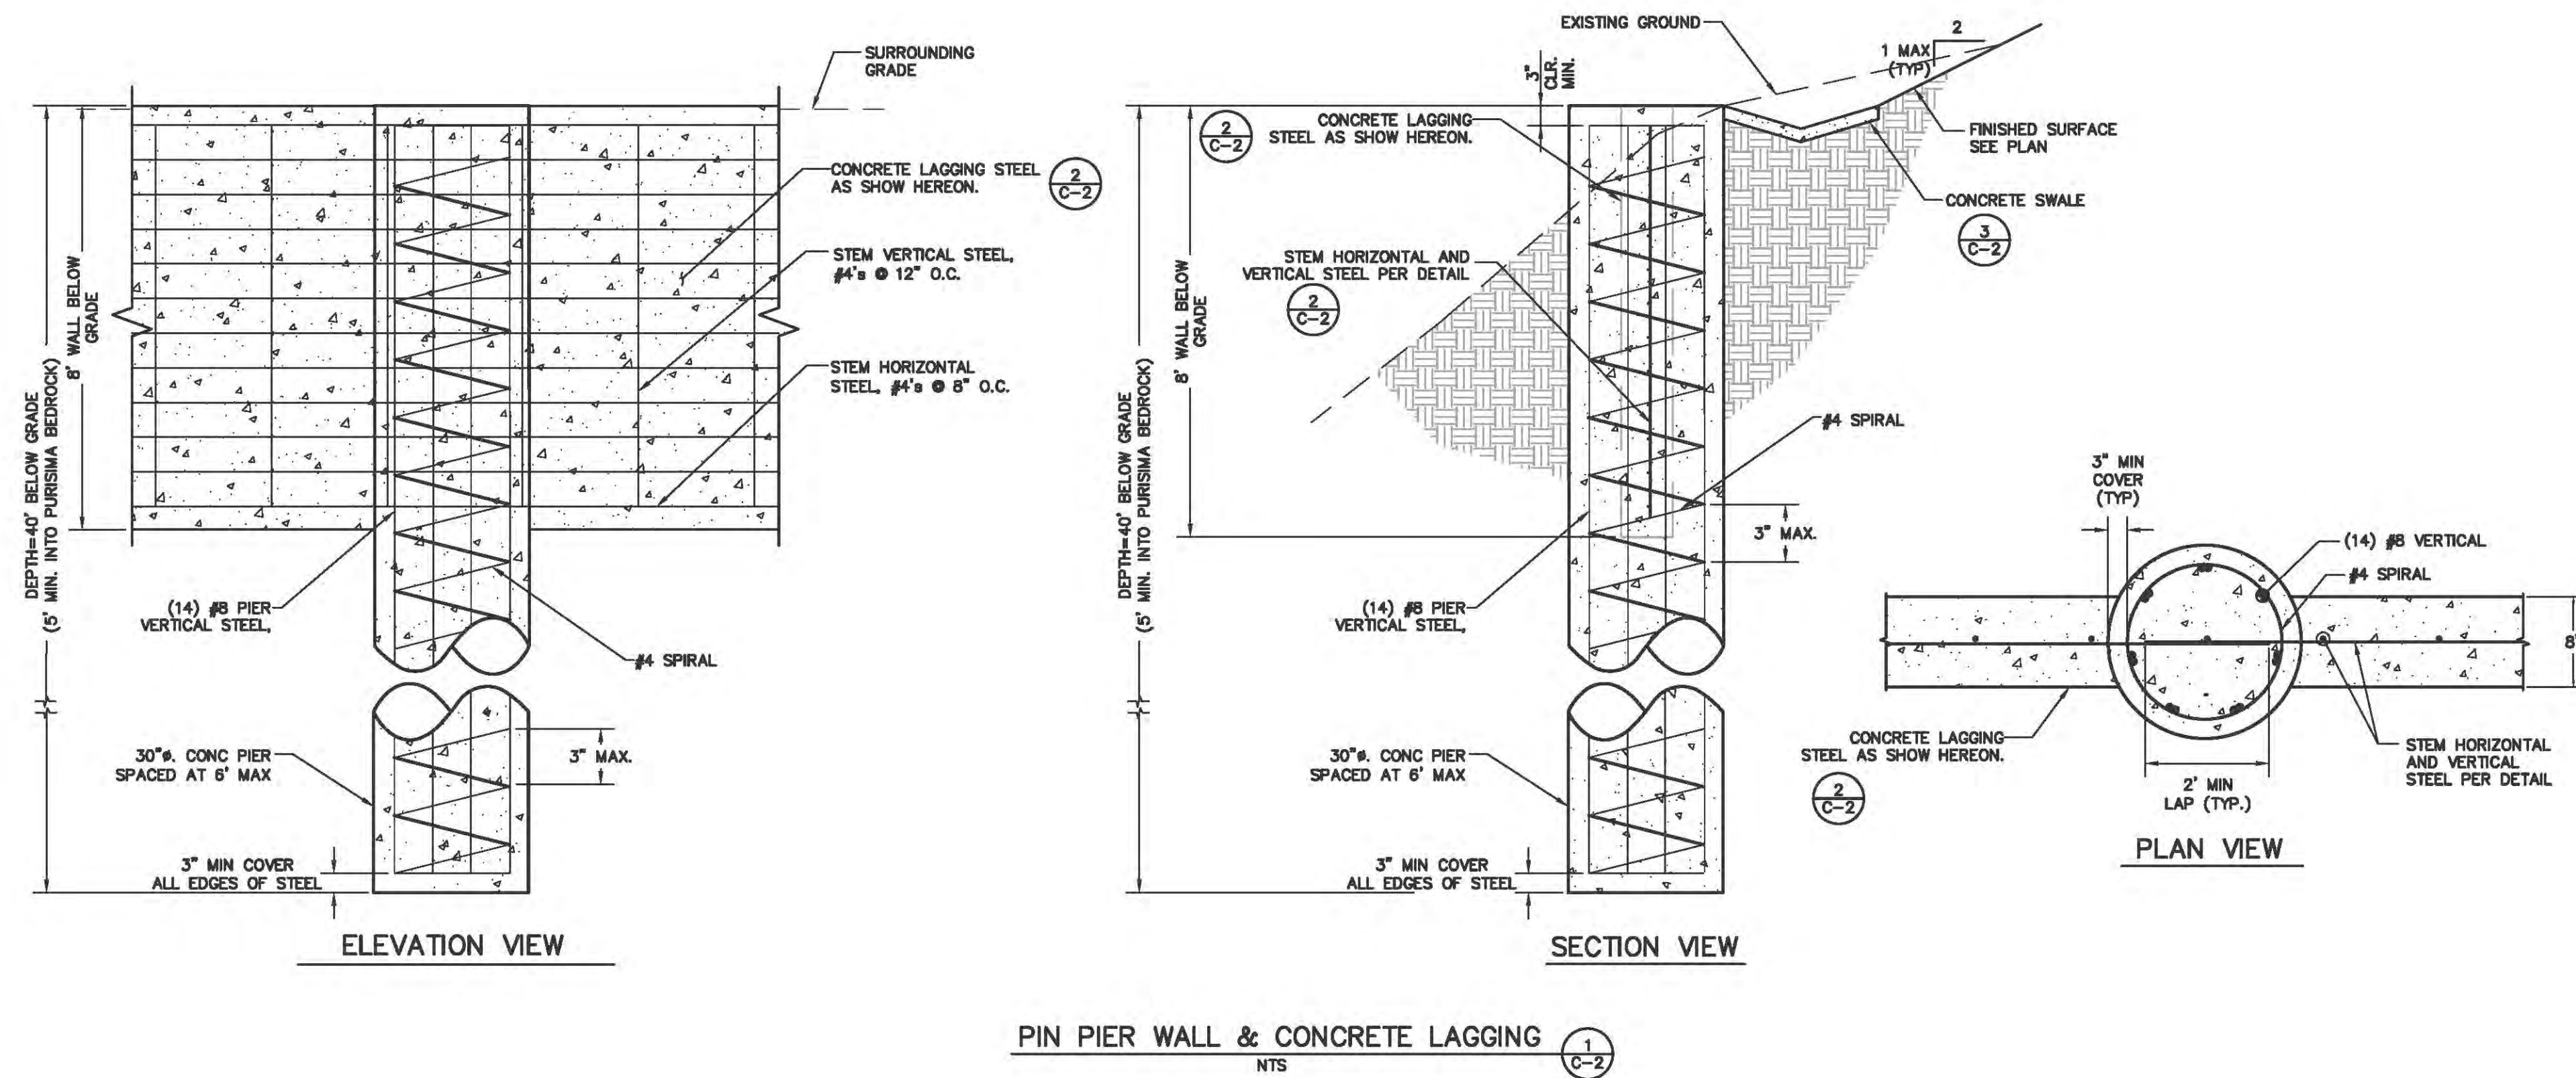 SURROUNDING
GRADE
CONCRETE LAGGING STEEL
AS SHOW HEREON.
2
C-2
STEM VERTICAL STEEL,
#4's @ 12" O.C.
STEM HORIZONTAL
STEEL, #4's @ 8" O.C.
DEPTH=40' BELOW GRADE
(5' MIN. INTO PURISIMA BEDROCK)
8' WALL BELOW
GRADE
(14) #8 PIER
VERTICAL STEEL,
#4 SPIRAL
30"ø. CONC PIER
SPACED AT 6' MAX
3" MAX.
3" MIN COVER
ALL EDGES OF STEEL
ELEVATION VIEW
EXISTING GROUND
2
1 MAX
(TYP)
3"
CLR.
MIN.
2
C-2
CONCRETE LAGGING
STEEL AS SHOW HEREON.
FINISHED SURFACE
SEE PLAN
CONCRETE SWALE
3
C-2
STEM HORIZONTAL AND
VERTICAL STEEL PER DETAIL
2
C-2
8' WALL BELOW
GRADE
DEPTH=40' BELOW GRADE
(5' MIN. INTO PURISIMA BEDROCK)
#4 SPIRAL
3" MAX.
(14) #8 PIER
VERTICAL STEEL,
30"ø. CONC PIER
SPACED AT 6' MAX
3" MIN COVER
ALL EDGES OF STEEL
SECTION VIEW
3" MIN
COVER
(TYP)
(14) #8 VERTICAL
#4 SPIRAL
CONCRETE LAGGING
STEEL AS SHOW HEREON.
2
C-2
2' MIN
LAP (TYP.)
STEM HORIZONTAL
AND VERTICAL
STEEL PER DETAIL
PLAN VIEW
PIN PIER WALL & CONCRETE LAGGING
1
C-2
NTS